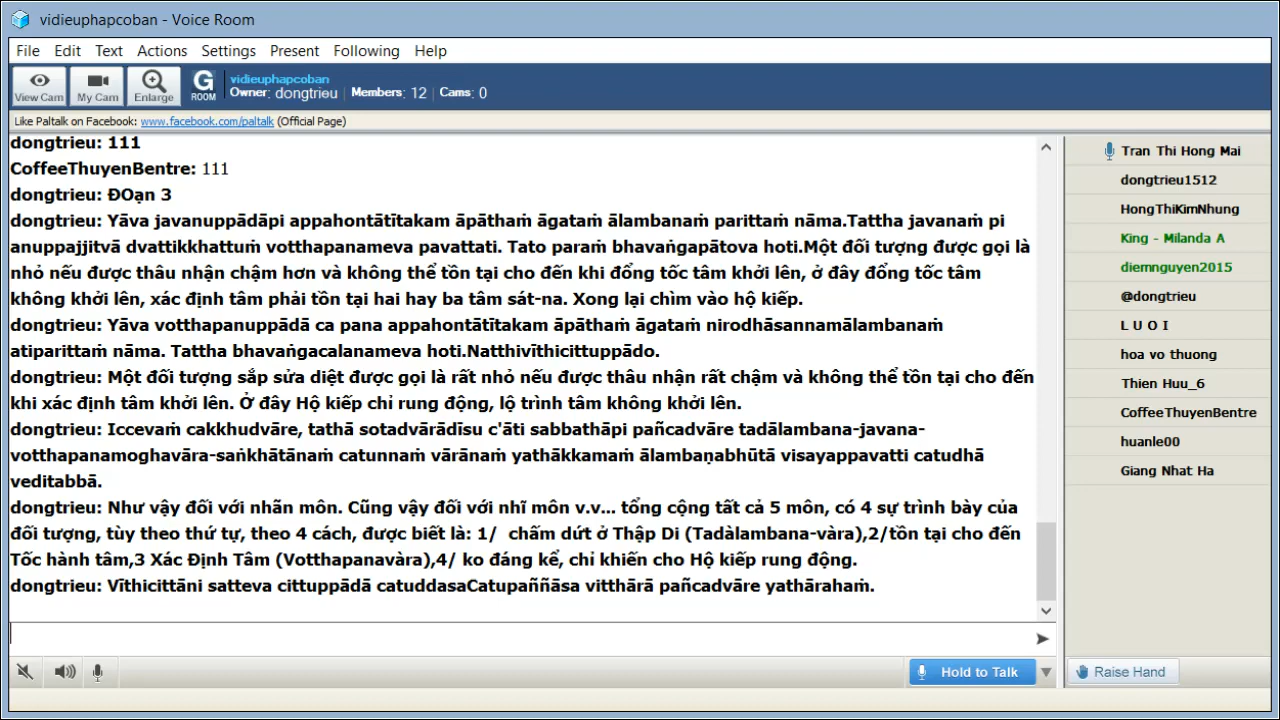 vidieuphapcoban - Voice Room
File Edit Text Actions Settings Present Following Help
View Cam My Cam Enlarge G ROOM
vidieuphapcoban
Owner: dongtrieu | Members: 12 | Cams: 0
Like Paltalk on Facebook: www.facebook.com/paltalk (Official Page)
dongtrieu: 111
CoffeeThuyenBentre: 111
dongtrieu: ĐOạn 3
dongtrieu: Yāva javanuppādāpi appahontātītakam āpāthaṁ āgataṁ ālambanaṁ parittaṁ nāma.Tattha javanaṁ pi
anuppajjitvā dvattikkhattuṁ votthapanameva pavattati. Tato paraṁ bhavaṅgapātova hoti.Một đối tượng được gọi là
nhỏ nếu được thâu nhận chậm hơn và không thể tồn tại cho đến khi đổng tốc tâm khởi lên, ở đây đổng tốc tâm
không khởi lên, xác định tâm phải tồn tại hai hay ba tâm sát-na. Xong lại chìm vào hộ kiếp.
dongtrieu: Yāva votthapanuppādā ca pana appahontātītakam āpāthaṁ āgataṁ nirodhāsannamālambanaṁ
atiparittaṁ nāma. Tattha bhavaṅgacalanameva hoti.Natthivīthicittuppādo.
dongtrieu: Một đối tượng sắp sửa diệt được gọi là rất nhỏ nếu được thâu nhận rất chậm và không thể tồn tại cho đến
khi xác định tâm khởi lên. Ở đây Hộ kiếp chỉ rung động, lộ trình tâm không khởi lên.
dongtrieu: Iccevaṁ cakkhudvāre, tathā sotadvārādīsu c'āti sabbathāpi pañcadvāre tadālambana-javana-
votthapanamoghavāra-saṅkhātānaṁ catunnaṁ vārānaṁ yathākkamaṁ ālambaṇabhūtā visayappavatti catudhā
veditabbā.
dongtrieu: Như vậy đối với nhãn môn. Cũng vậy đối với nhĩ môn v.v... tổng cộng tất cả 5 môn, có 4 sự trình bày của
đối tượng, tùy theo thứ tự, theo 4 cách, được biết là: 1/ chấm dứt ở Thập Di (Tadàlambana-vàra),2/tồn tại cho đến
Tốc hành tâm,3 Xác Định Tâm (Votthapanavàra),4/ ko đáng kể, chỉ khiến cho Hộ kiếp rung động.
dongtrieu: Vīthicittāni satteva cittuppādā catuddasaCatupaññāsa vitthārā pañcadvāre yathārahaṁ.
Hold to Talk
Tran Thi Hong Mai
dongtrieu1512
HongThiKimNhung
King - Milanda A
diemnguyen2015
@dongtrieu
L U O I
hoa vo thuong
Thien Huu_6
CoffeeThuyenBentre
huanle00
Giang Nhat Ha
Raise Hand